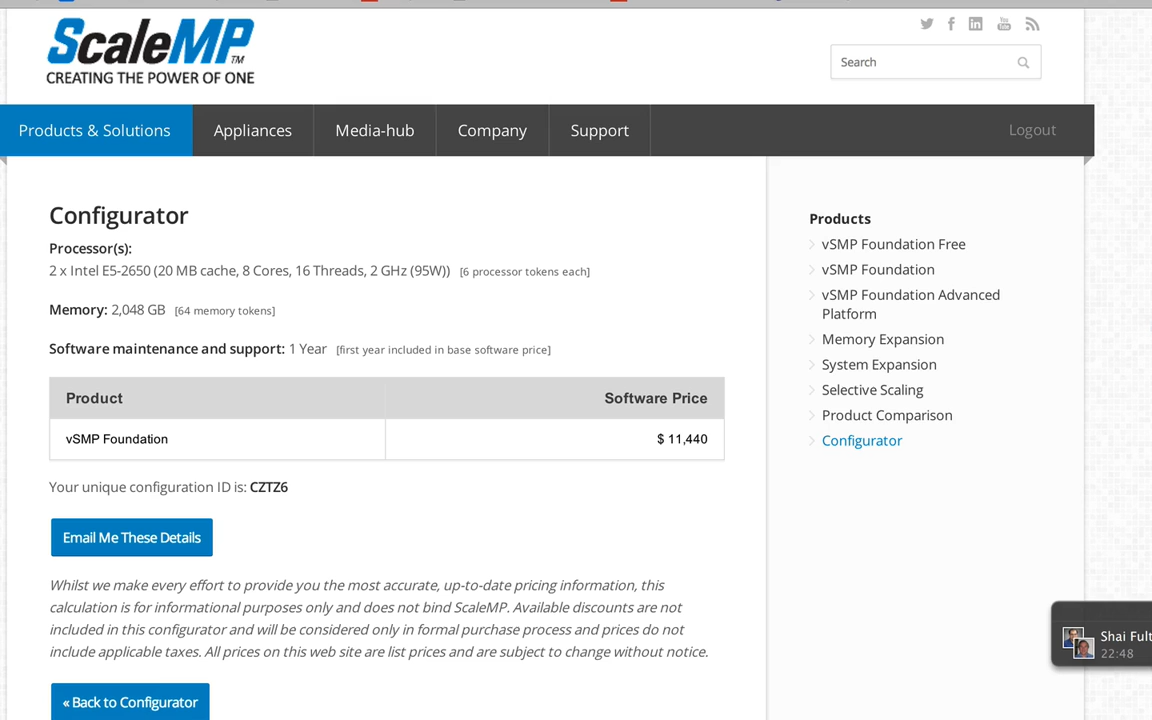 ScaleMP™
CREATING THE POWER OF ONE
Search
Products & Solutions
Appliances
Media-hub
Company
Support
Logout
Configurator
Processor(s):
2 x Intel E5-2650 (20 MB cache, 8 Cores, 16 Threads, 2 GHz (95W)) [6 processor tokens each]
Memory: 2,048 GB [64 memory tokens]
Software maintenance and support: 1 Year [first year included in base software price]
Product Software Price
vSMP Foundation $ 11,440
Your unique configuration ID is: CZTZ6
Email Me These Details
Whilst we make every effort to provide you the most accurate, up-to-date pricing information, this
calculation is for informational purposes only and does not bind ScaleMP. Available discounts are not
included in this configurator and will be considered only in formal purchase process and prices do not
include applicable taxes. All prices on this web site are list prices and are subject to change without notice.
« Back to Configurator
Products
vSMP Foundation Free
vSMP Foundation
vSMP Foundation Advanced
Platform
Memory Expansion
System Expansion
Selective Scaling
Product Comparison
Configurator
Shai Fult
22:48